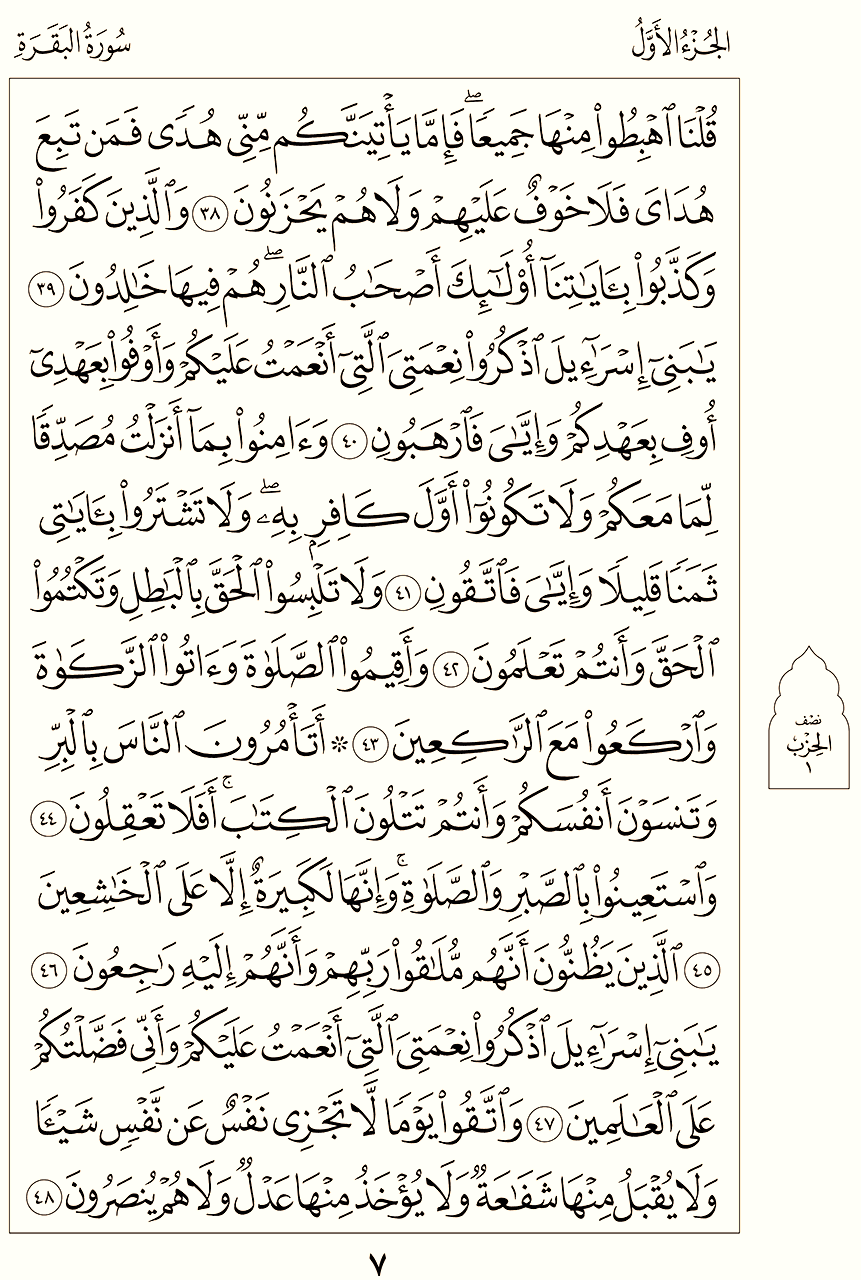 الجُزْءُ الأَوَّلُ
سُورَةُ البَقَرَةِ
قُلْنَا ٱهْبِطُوا۟ مِنْهَا جَمِيعًۭا ۖ فَإِمَّا يَأْتِيَنَّكُم مِّنِّى هُدًۭى فَمَن تَبِعَ
هُدَاىَ فَلَا خَوْفٌ عَلَيْهِمْ وَلَا هُمْ يَحْزَنُونَ ٣٨ وَٱلَّذِينَ كَفَرُوا۟
وَكَذَّبُوا۟ بِـَٔايَـٰتِنَآ أُو۟لَـٰٓئِكَ أَصْحَـٰبُ ٱلنَّارِ ۖ هُمْ فِيهَا خَـٰلِدُونَ ٣٩
يَـٰبَنِىٓ إِسْرَٰٓءِيلَ ٱذْكُرُوا۟ نِعْمَتِىَ ٱلَّتِىٓ أَنْعَمْتُ عَلَيْكُمْ وَأَوْفُوا۟ بِعَهْدِىٓ
أُوفِ بِعَهْدِكُمْ وَإِيَّـٰىَ فَٱرْهَبُونِ ٤٠ وَءَامِنُوا۟ بِمَآ أَنزَلْتُ مُصَدِّقًۭا
لِّمَا مَعَكُمْ وَلَا تَكُونُوٓا۟ أَوَّلَ كَافِرٍۭ بِهِۦ ۖ وَلَا تَشْتَرُوا۟ بِـَٔايَـٰتِى
ثَمَنًۭا قَلِيلًۭا وَإِيَّـٰىَ فَٱتَّقُونِ ٤١ وَلَا تَلْبِسُوا۟ ٱلْحَقَّ بِٱلْبَـٰطِلِ وَتَكْتُمُوا۟
ٱلْحَقَّ وَأَنتُمْ تَعْلَمُونَ ٤٢ وَأَقِيمُوا۟ ٱلصَّلَوٰةَ وَءَاتُوا۟ ٱلزَّكَوٰةَ
وَٱرْكَعُوا۟ مَعَ ٱلرَّٰكِعِينَ ٤٣ ۞ أَتَأْمُرُونَ ٱلنَّاسَ بِٱلْبِرِّ
وَتَنسَوْنَ أَنفُسَكُمْ وَأَنتُمْ تَتْلُونَ ٱلْكِتَـٰبَ ۚ أَفَلَا تَعْقِلُونَ ٤٤
وَٱسْتَعِينُوا۟ بِٱلصَّبْرِ وَٱلصَّلَوٰةِ ۚ وَإِنَّهَا لَكَبِيرَةٌ إِلَّا عَلَى ٱلْخَـٰشِعِينَ
٤٥ ٱلَّذِينَ يَظُنُّونَ أَنَّهُم مُّلَـٰقُوا۟ رَبِّهِمْ وَأَنَّهُمْ إِلَيْهِ رَٰجِعُونَ ٤٦
يَـٰبَنِىٓ إِسْرَٰٓءِيلَ ٱذْكُرُوا۟ نِعْمَتِىَ ٱلَّتِىٓ أَنْعَمْتُ عَلَيْكُمْ وَأَنِّى فَضَّلْتُكُمْ
عَلَى ٱلْعَـٰلَمِينَ ٤٧ وَٱتَّقُوا۟ يَوْمًۭا لَّا تَجْزِى نَفْسٌ عَن نَّفْسٍۢ شَيْـًۭٔا
وَلَا يُقْبَلُ مِنْهَا شَفَـٰعَةٌۭ وَلَا يُؤْخَذُ مِنْهَا عَدْلٌۭ وَلَا هُمْ يُنصَرُونَ ٤٨
نصْف
الحِزْبْ
١
٧